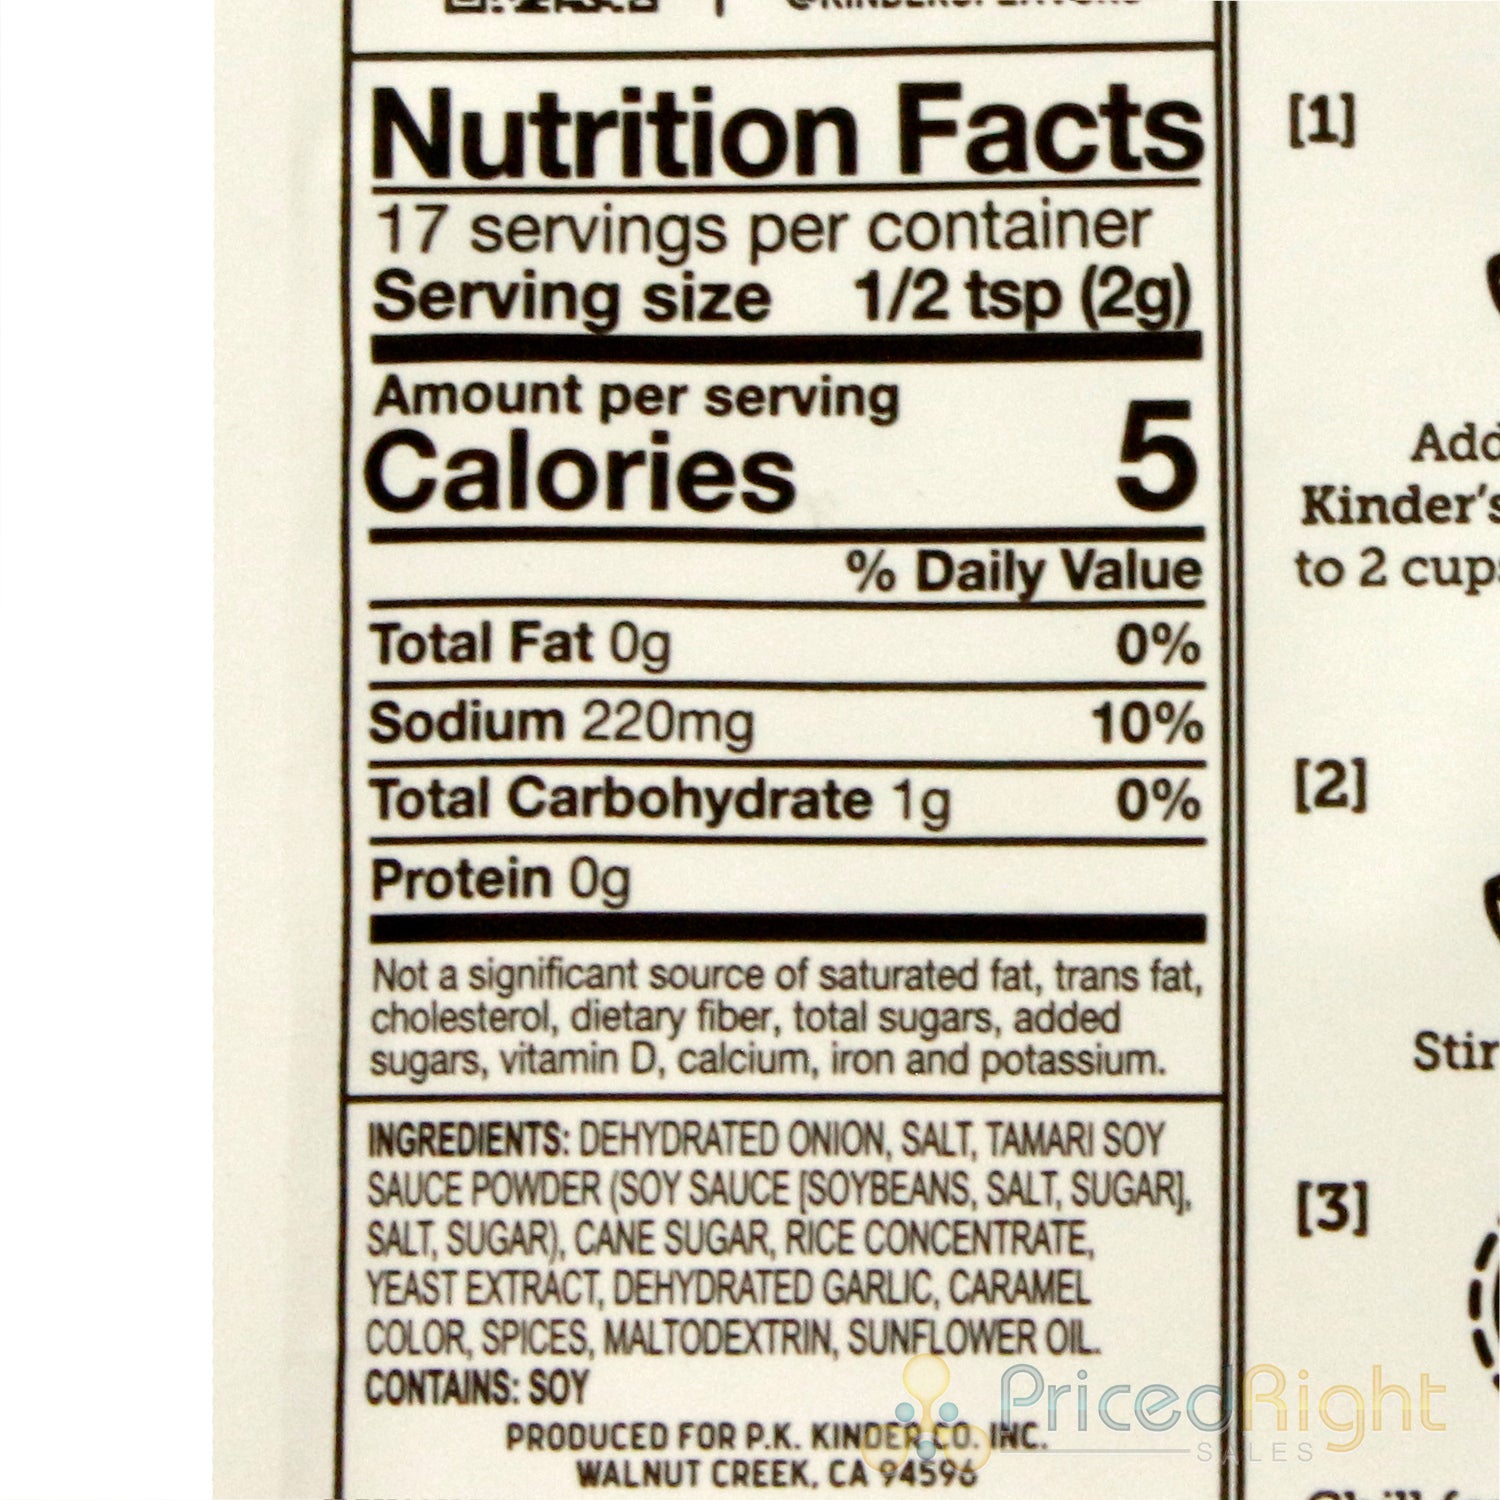 Nutrition Facts
17 servings per container
Serving size 1/2 tsp (2g)
Amount per serving
Calories 5
% Daily Value
Total Fat 0g 0%
Sodium 220mg 10%
Total Carbohydrate 1g 0%
Protein 0g
Not a significant source of saturated fat, trans fat,
cholesterol, dietary fiber, total sugars, added
sugars, vitamin D, calcium, iron and potassium.
INGREDIENTS: DEHYDRATED ONION, SALT, TAMARI SOY
SAUCE POWDER (SOY SAUCE [SOYBEANS, SALT, SUGAR],
SALT, SUGAR), CANE SUGAR, RICE CONCENTRATE,
YEAST EXTRACT, DEHYDRATED GARLIC, CARAMEL
COLOR, SPICES, MALTODEXTRIN, SUNFLOWER OIL.
CONTAINS: SOY
PRODUCED FOR P.K. KINDER CO. INC.
WALNUT CREEK, CA 94596
[1]
Add
Kinder's
to 2 cups
[2]
Stir
[3]
PricedRight
SALES